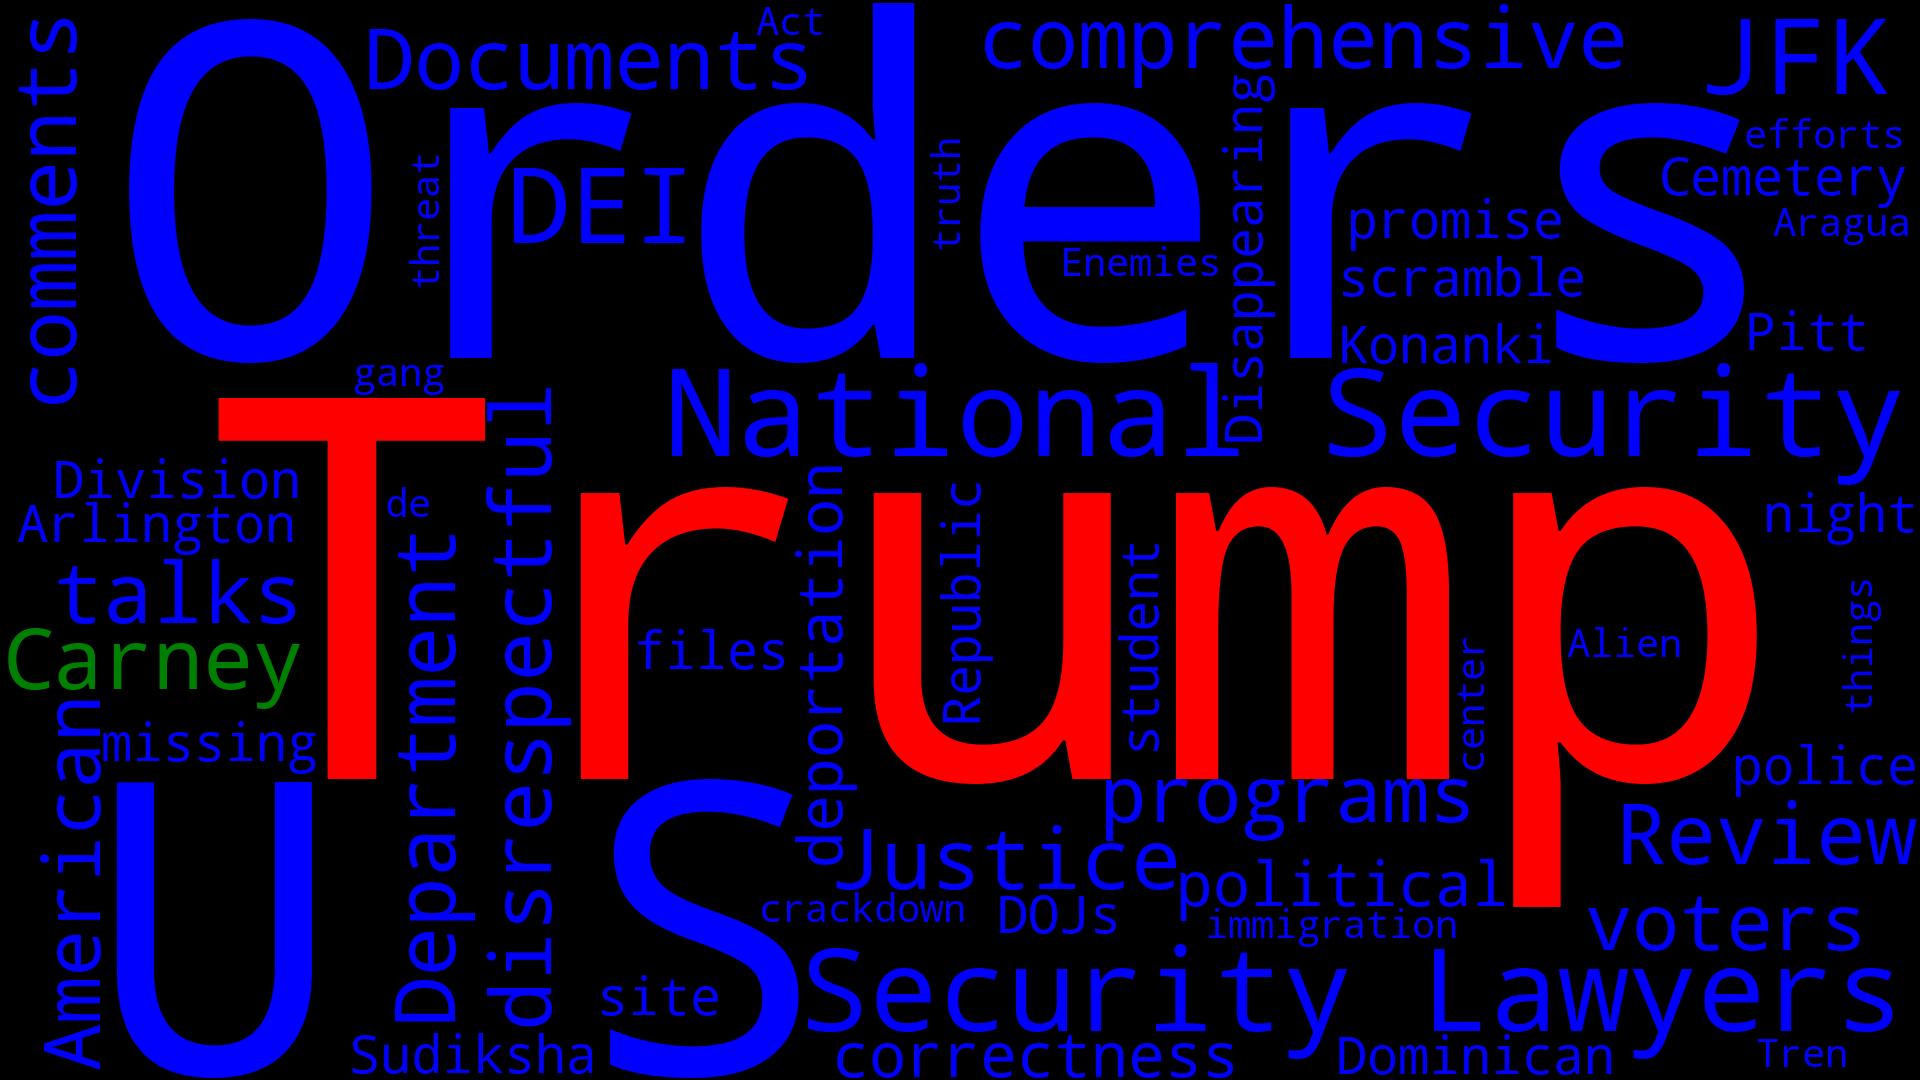 Orders
Trump
U S
comments
Documents
Act
comprehensive
JFK
efforts
Cemetery
Aragua
threat
DEI
truth
Enemies
Disappearing
promise
scramble
Konanki
Pitt
gang
National Security
Division
Arlington
de
talks
Carney
missing
American
Department
disrespectful
files
deportation
Republic
student
center
Alien
night
things
police
programs
Review
Justice
political
crackdown
DOJs
immigration
voters
Security Lawyers
site
Sudiksha
correctness
Dominican
Tren